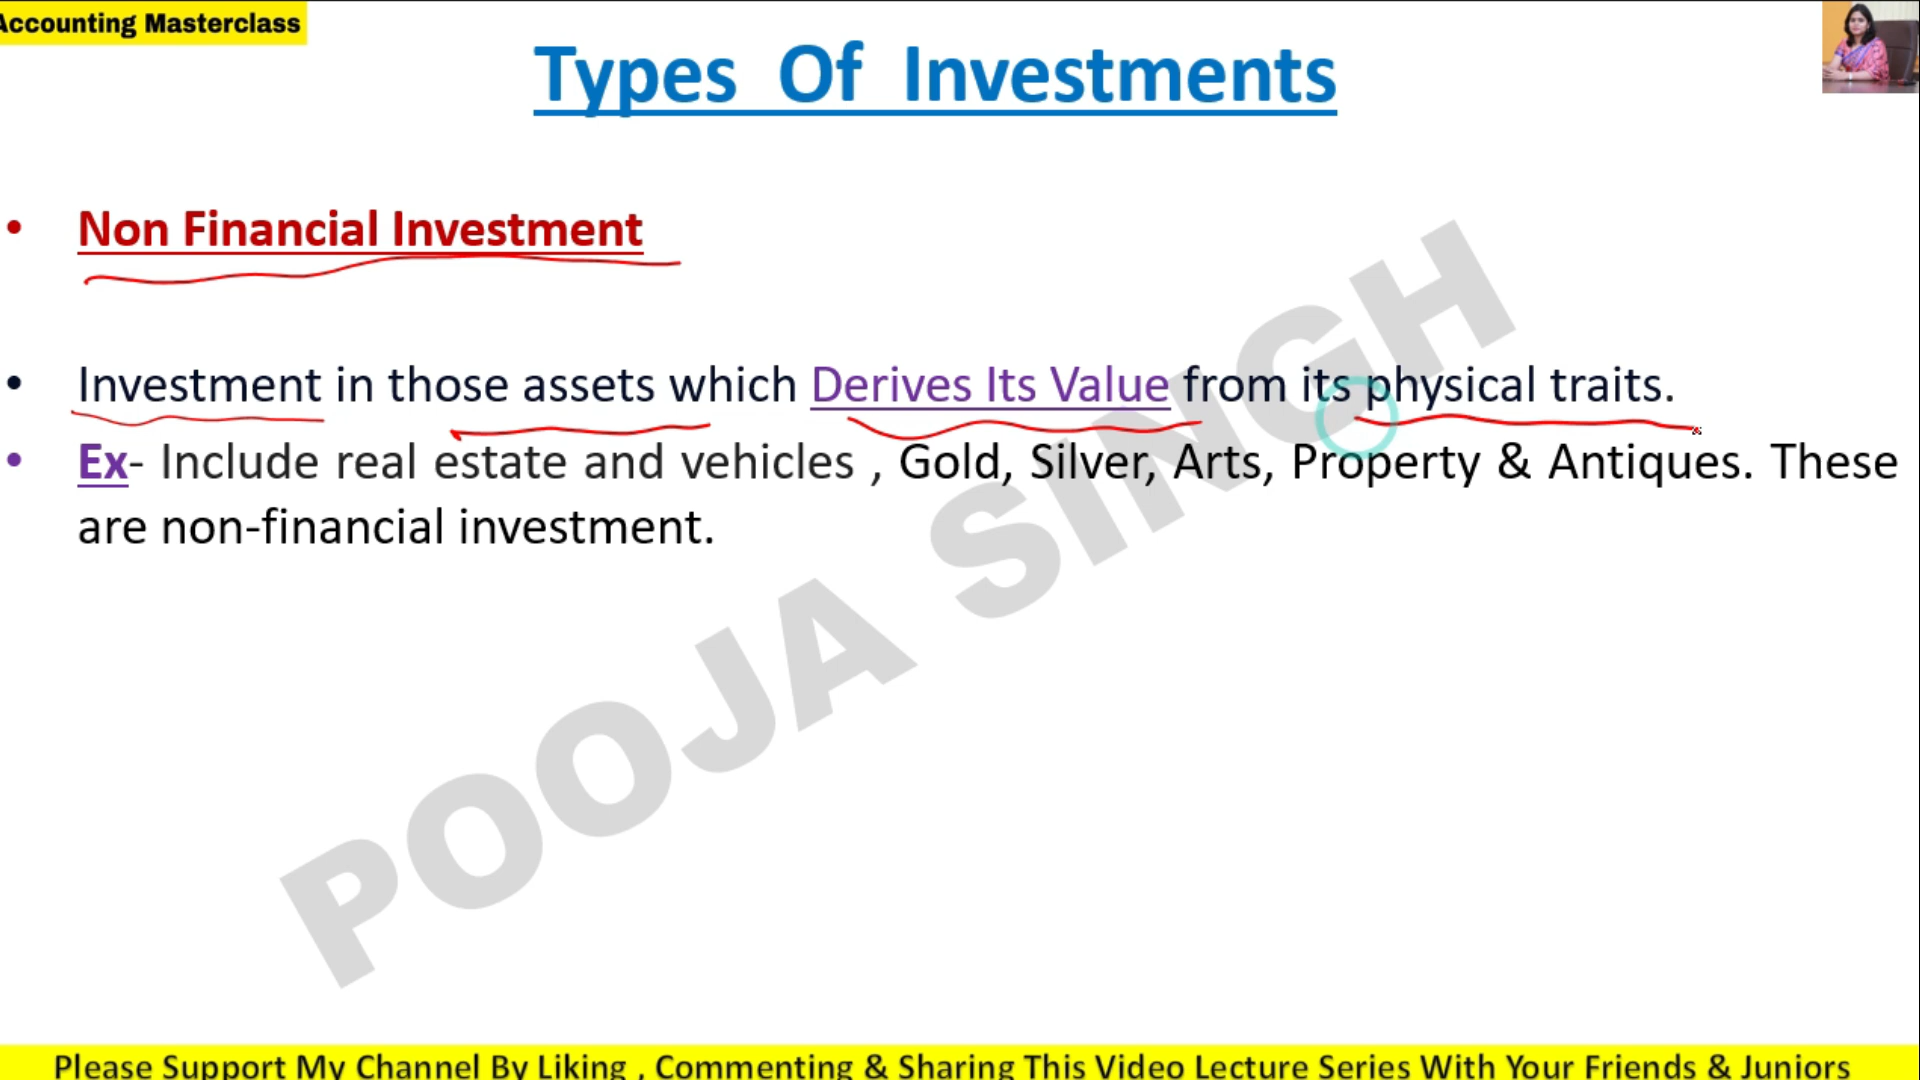 Accounting Masterclass
Types Of Investments
• Non Financial Investment
• Investment in those assets which Derives Its Value from its physical traits.
• Ex- Include real estate and vehicles , Gold, Silver, Arts, Property & Antiques. These
are non-financial investment.
POOJA SINGH
Please Support My Channel By Liking , Commenting & Sharing This Video Lecture Series With Your Friends & Juniors